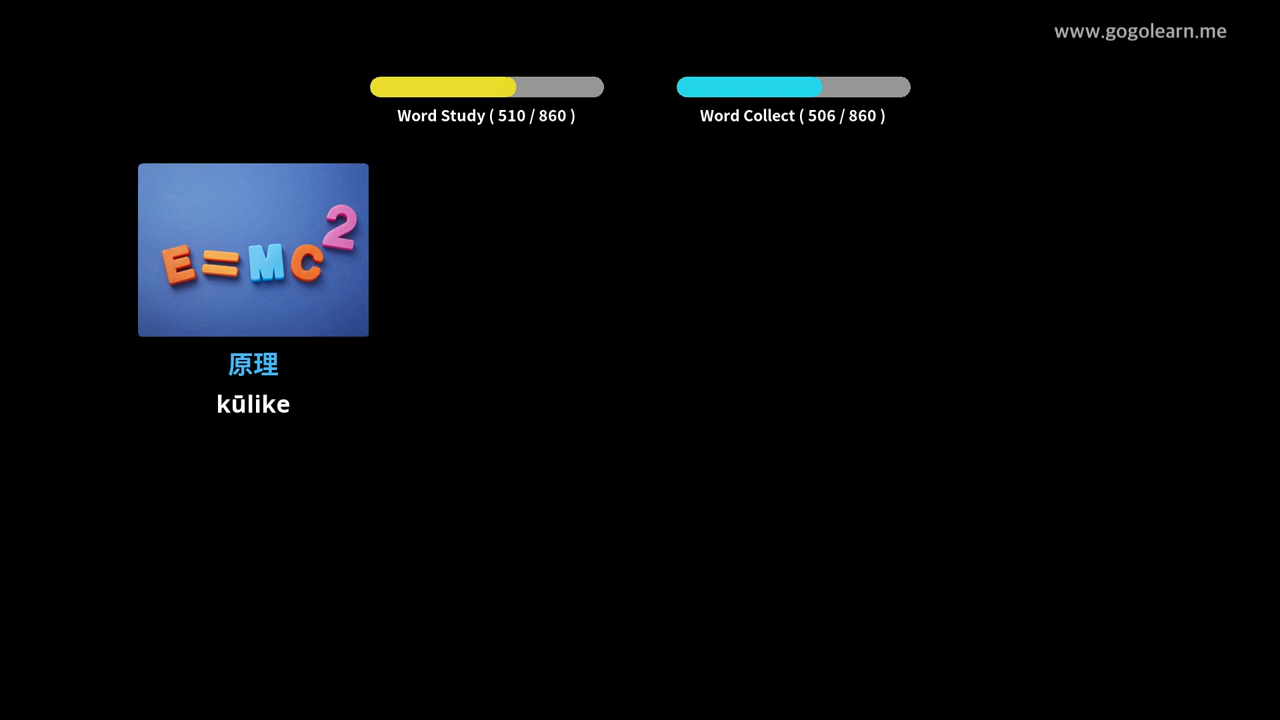 www.gogolearn.me
Word Study ( 510 / 860 )
Word Collect ( 506 / 860 )
E=MC²
原理
kūlike